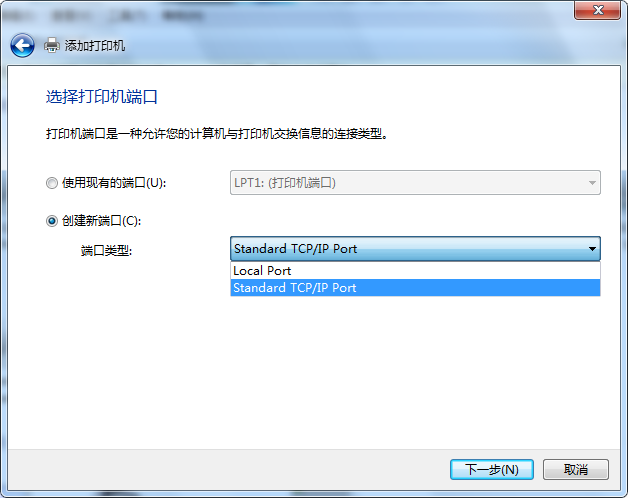 添加打印机
选择打印机端口
打印机端口是一种允许您的计算机与打印机交换信息的连接类型。
使用现有的端口(U):
LPT1: (打印机端口)
创建新端口(C):
端口类型:
Standard TCP/IP Port
Local Port
Standard TCP/IP Port
下一步(N)
取消